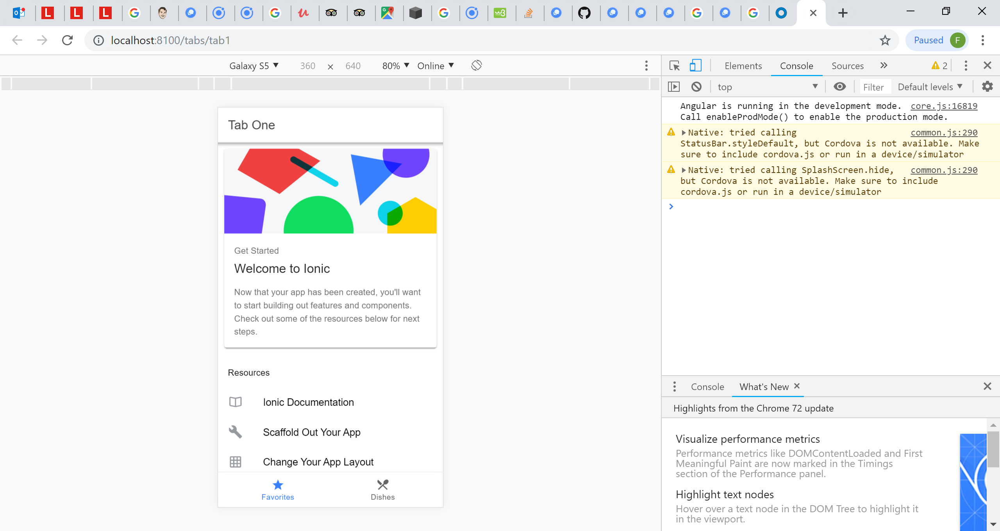 localhost:8100/tabs/tab1
Paused F
Galaxy S5 360 × 640 80% Online
Elements Console Sources 2
top Filter Default levels
Tab One
Get Started
Welcome to Ionic
Now that your app has been created, you'll want
to start building out features and components.
Check out some of the resources below for next
steps.
Resources
Ionic Documentation
Scaffold Out Your App
Change Your App Layout
Favorites Dishes
Angular is running in the development mode. core.js:16819
Call enableProdMode() to enable the production mode.
Native: tried calling common.js:290
StatusBar.styleDefault, but Cordova is not available. Make
sure to include cordova.js or run in a device/simulator
Native: tried calling SplashScreen.hide, common.js:290
but Cordova is not available. Make sure to include
cordova.js or run in a device/simulator
Console What's New
Highlights from the Chrome 72 update
Visualize performance metrics
Performance metrics like DOMContentLoaded and First
Meaningful Paint are now marked in the Timings
section of the Performance panel.
Highlight text nodes
Hover over a text node in the DOM Tree to highlight it
in the viewport.